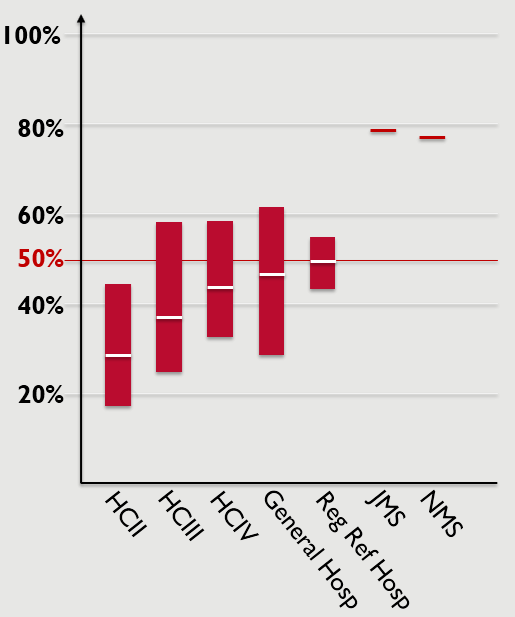 100%
80%
60%
50%
40%
20%
HCII
HCIII
HCIV
General Hosp
Reg Ref Hosp
JMS
NMS